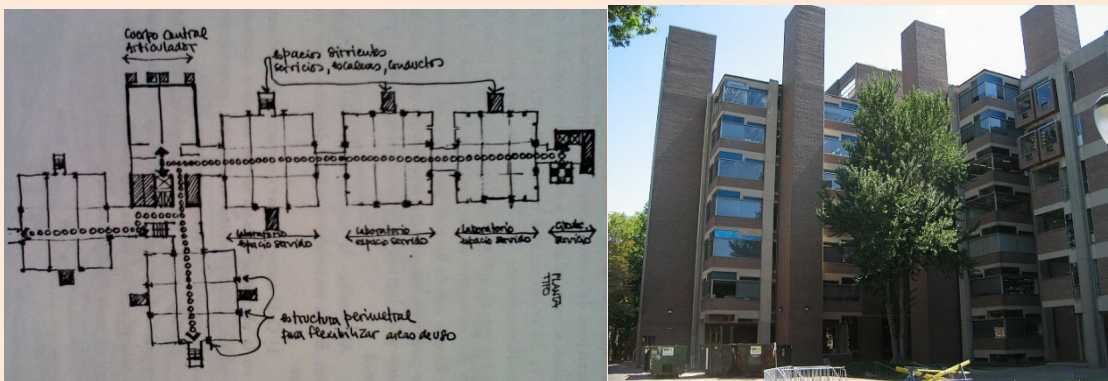 Cuerpo Central
Articulador
espacios sirvientes
servicios, escaleras, conductos
laboratorio
espacio servido
laboratorio
espacio servido
laboratorio
espacio servido
servicio
PLANTA
TIPO
estructura perimetral
para flexibilizar areas de uso